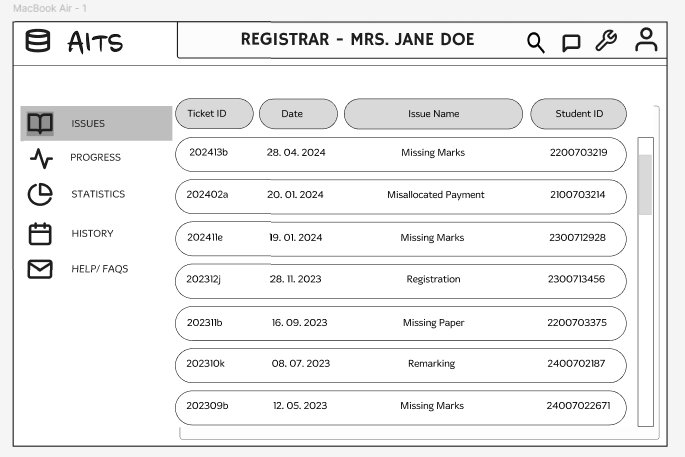 MacBook Air - 1
AITS
REGISTRAR - MRS. JANE DOE
ISSUES
PROGRESS
STATISTICS
HISTORY
HELP/ FAQS
Ticket ID Date Issue Name Student ID
202413b 28. 04. 2024 Missing Marks 2200703219
202402a 20. 01. 2024 Misallocated Payment 2100703214
202411e 19. 01. 2024 Missing Marks 2300712928
202312j 28. 11. 2023 Registration 2300713456
202311b 16. 09. 2023 Missing Paper 2200703375
202310k 08. 07. 2023 Remarking 2400702187
202309b 12. 05. 2023 Missing Marks 24007022671